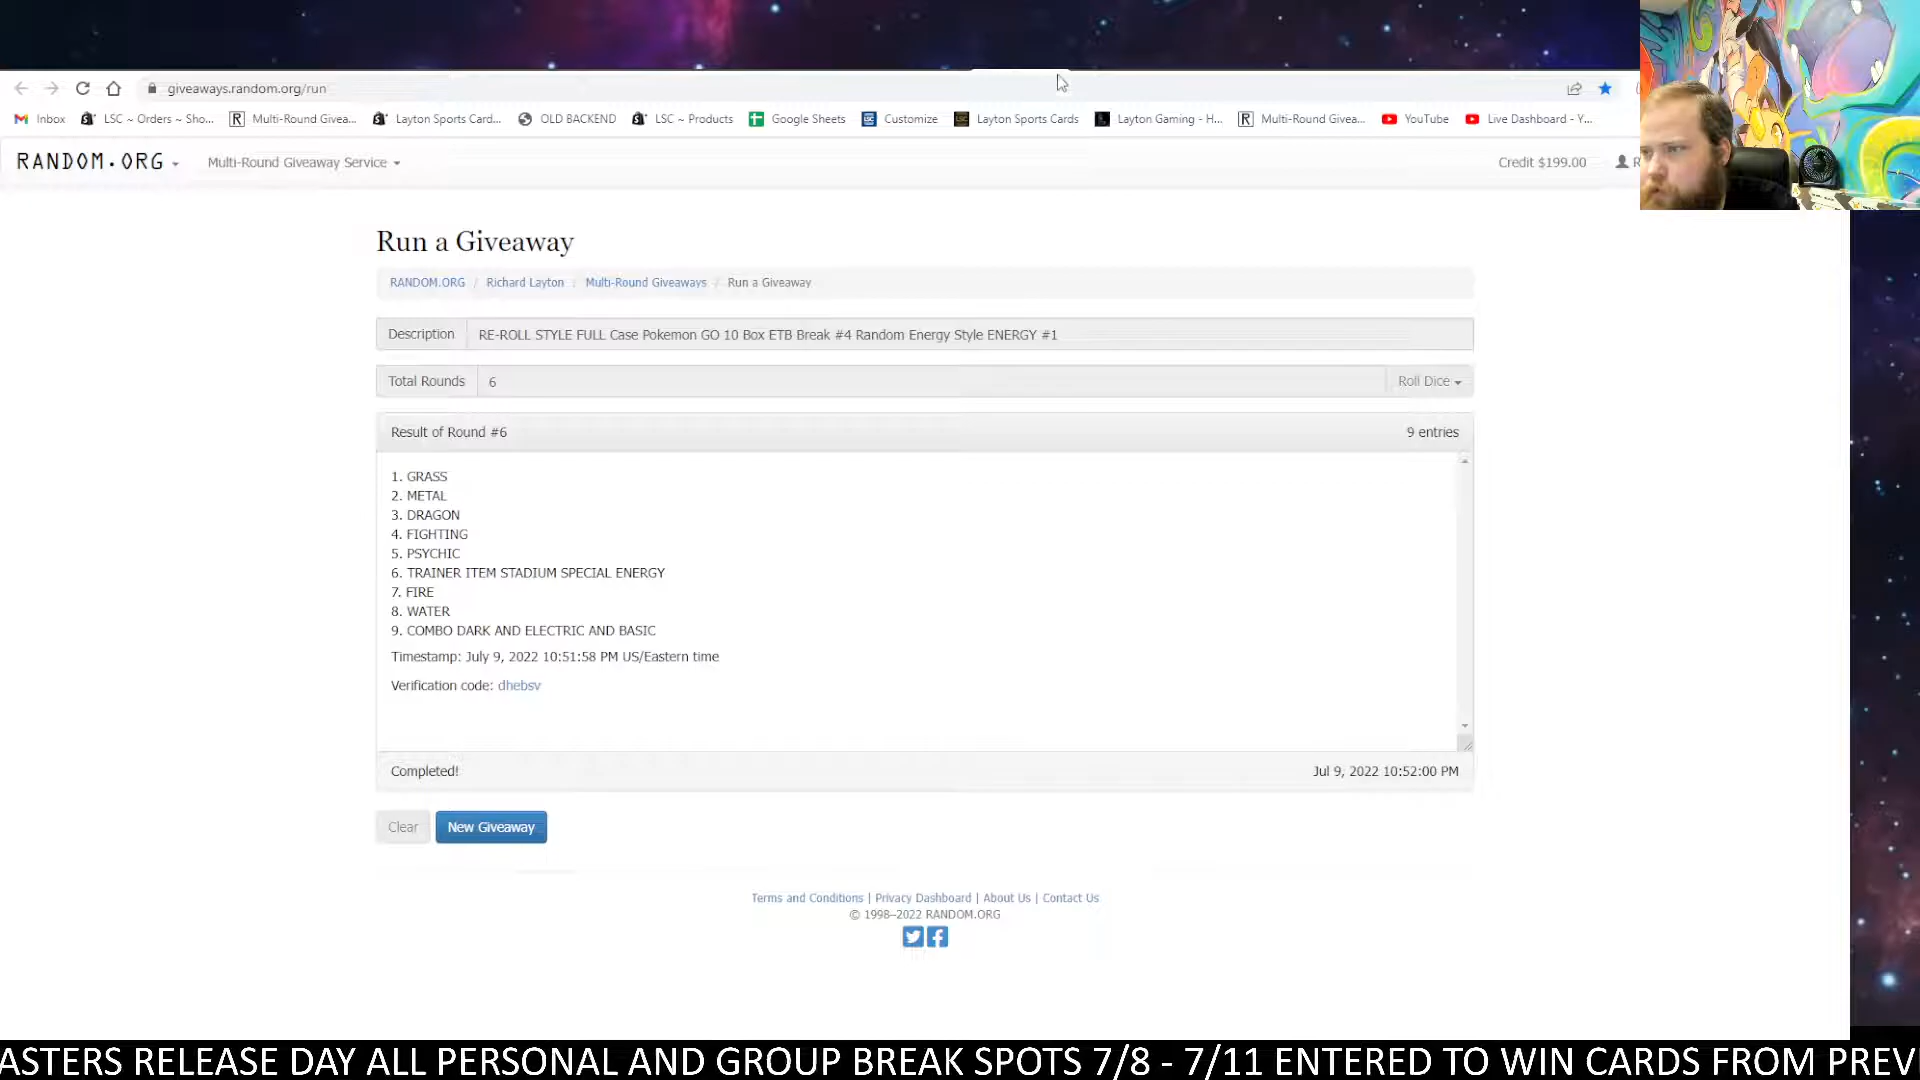 giveaways.random.org/run
Inbox LSC ~ Orders ~ Sho... Multi-Round Givea... Layton Sports Card... OLD BACKEND LSC ~ Products Google Sheets Customize Layton Sports Cards Layton Gaming - H... Multi-Round Givea... YouTube Live Dashboard - Y...
RANDOM.ORG Multi-Round Giveaway Service Credit $199.00
Run a Giveaway
RANDOM.ORG / Richard Layton / Multi-Round Giveaways / Run a Giveaway
Description RE-ROLL STYLE FULL Case Pokemon GO 10 Box ETB Break #4 Random Energy Style ENERGY #1
Total Rounds 6 Roll Dice
Result of Round #6 9 entries
1. GRASS
2. METAL
3. DRAGON
4. FIGHTING
5. PSYCHIC
6. TRAINER ITEM STADIUM SPECIAL ENERGY
7. FIRE
8. WATER
9. COMBO DARK AND ELECTRIC AND BASIC
Timestamp: July 9, 2022 10:51:58 PM US/Eastern time
Verification code: dhebsv
Completed! Jul 9, 2022 10:52:00 PM
Clear New Giveaway
Terms and Conditions | Privacy Dashboard | About Us | Contact Us
© 1998–2022 RANDOM.ORG
ASTERS RELEASE DAY ALL PERSONAL AND GROUP BREAK SPOTS 7/8 - 7/11 ENTERED TO WIN CARDS FROM PREV